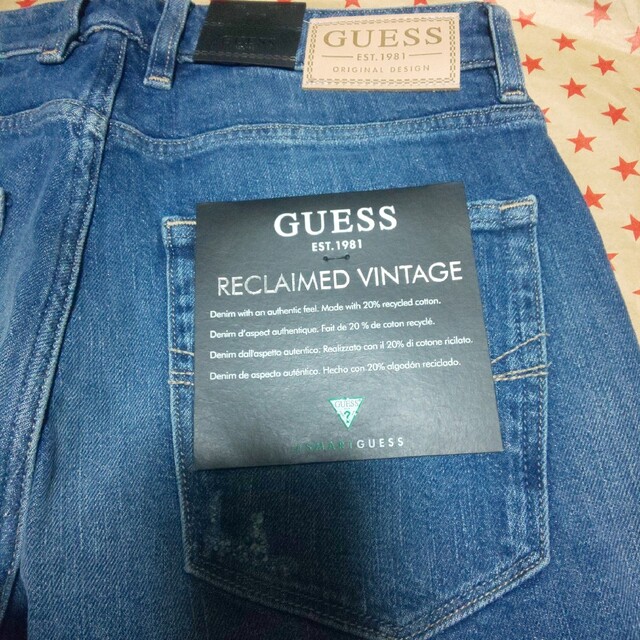 GUESS
GUESS
EST.1981
ORIGINAL DESIGN
GUESS
EST.1981
RECLAIMED VINTAGE
Denim with an authentic feel. Made with 20% recycled cotton.
Denim d'aspect authentique. Fait de 20 % de coton recyclé.
Denim dall'aspetto autentico: Realizzato con il 20% di cotone riciclato.
Denim de aspecto auténtico. Hecho con 20% algodón reciclado.
GUESS
?
GUESS